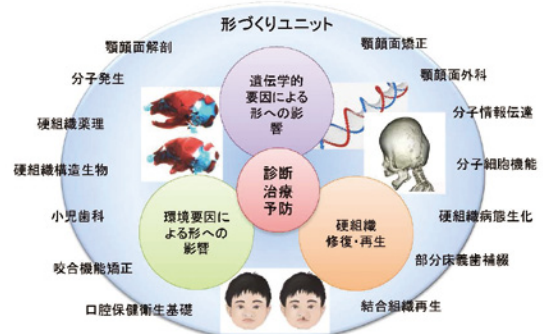 形づくりユニット
顎顔面解剖
分子発生
硬組織薬理
硬組織構造生物
小児歯科
咬合機能矯正
口腔保健衛生基礎
遺伝学的
要因による
形への影
響
診断
治療
予防
環境要因に
よる形への
影響
硬組織
修復・再生
顎顔面矯正
顎顔面外科
分子情報伝達
分子細胞機能
硬組織病態生化
部分床義歯補綴
結合組織再生